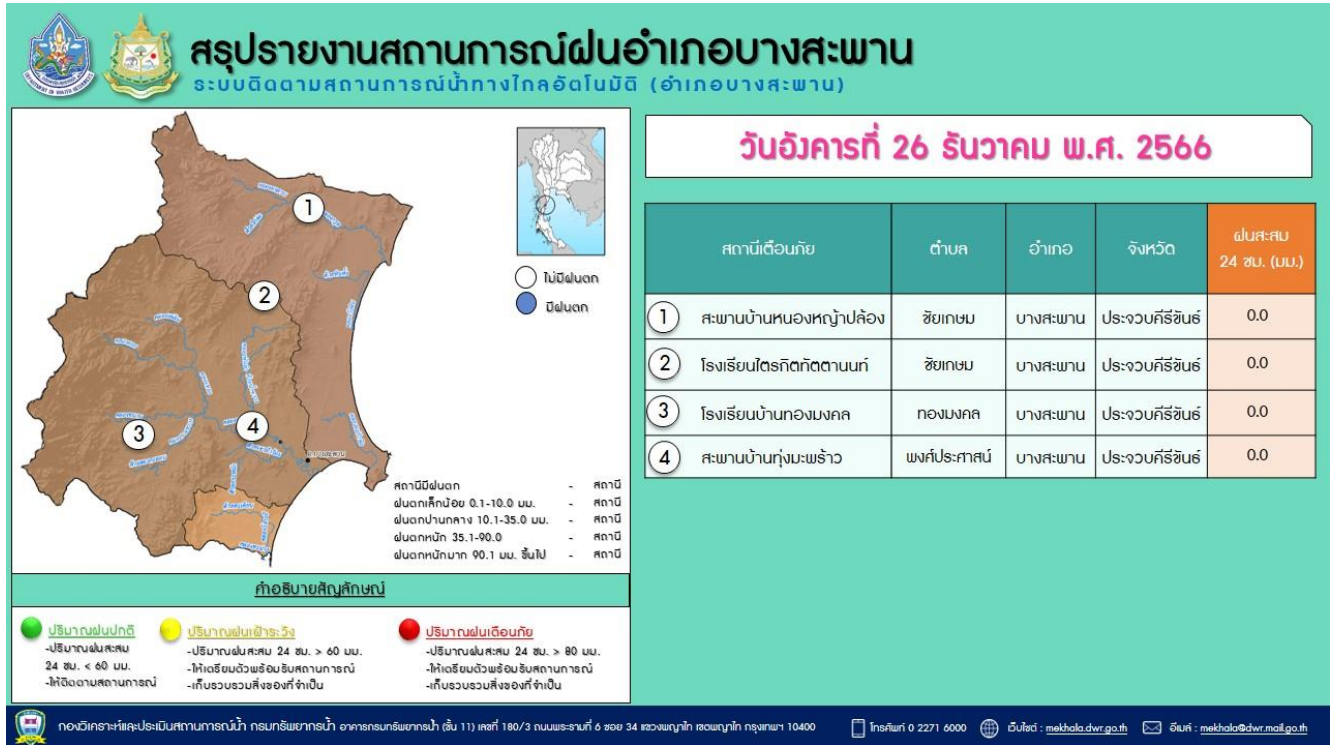 สรุปรายงานสถานการณ์ฝนอำเภอบางสะพาน
ระบบติดตามสถานการณ์น้ำทางไกลอัตโนมัติ (อำเภอบางสะพาน)
วันอังคารที่ 26 ธันวาคม พ.ศ. 2566
1
2
3
4
ไม่มีฝนตก
มีฝนตก
อ.บางสะพาน
สถานีมีฝนตก - สถานี
ฝนตกเล็กน้อย 0.1-10.0 มม. - สถานี
ฝนตกปานกลาง 10.1-35.0 มม. - สถานี
ฝนตกหนัก 35.1-90.0 - สถานี
ฝนตกหนักมาก 90.1 มม. ขึ้นไป - สถานี
สถานีเตือนภัย ตำบล อำเภอ จังหวัด ฝนสะสม 24 ชม. (มม.)
1 สะพานบ้านหนองหญ้าปล้อง ชัยเกษม บางสะพาน ประจวบคีรีขันธ์ 0.0
2 โรงเรียนไตรกิตทัตตานนท์ ชัยเกษม บางสะพาน ประจวบคีรีขันธ์ 0.0
3 โรงเรียนบ้านทองมงคล ทองมงคล บางสะพาน ประจวบคีรีขันธ์ 0.0
4 สะพานบ้านทุ่งมะพร้าว พงศ์ประศาสน์ บางสะพาน ประจวบคีรีขันธ์ 0.0
คำอธิบายสัญลักษณ์
ปริมาณฝนปกติ
-ปริมาณฝนสะสม
24 ชม. < 60 มม.
-ให้ติดตามสถานการณ์
ปริมาณฝนเฝ้าระวัง
-ปริมาณฝนสะสม 24 ชม. > 60 มม.
-ให้เตรียมตัวพร้อมรับสถานการณ์
-เก็บรวบรวมสิ่งของที่จำเป็น
ปริมาณฝนเตือนภัย
-ปริมาณฝนสะสม 24 ชม. > 80 มม.
-ให้เตรียมตัวพร้อมรับสถานการณ์
-เก็บรวบรวมสิ่งของที่จำเป็น
กองวิเคราะห์และประเมินสถานการณ์น้ำ กรมทรัพยากรน้ำ อาคารกรมทรัพยากรน้ำ (ชั้น 11) เลขที่ 180/3 ถนนพระรามที่ 6 ซอย 34 แขวงพญาไท เขตพญาไท กรุงเทพฯ 10400 โทรศัพท์ 0 2271 6000 เว็บไซต์ : mekhala.dwr.go.th อีเมล์ : mekhala@dwr.mail.go.th